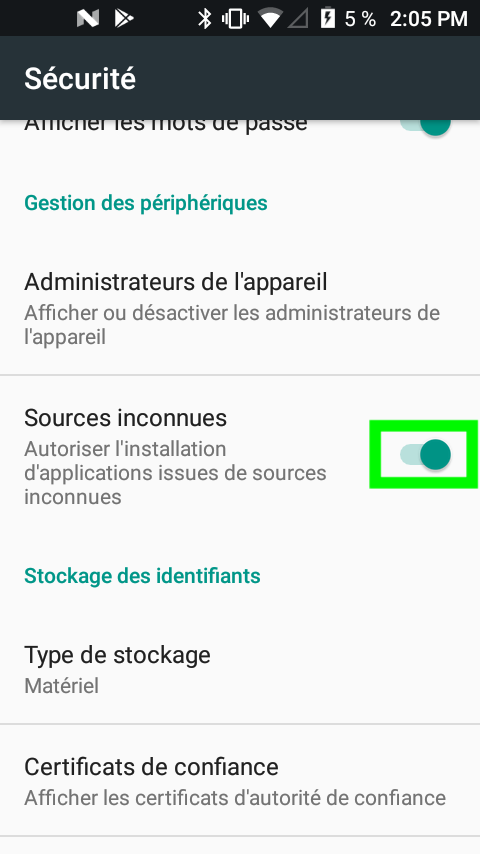 5 % 2:05 PM
Sécurité
Afficher les mots de passe
Gestion des périphériques
Administrateurs de l'appareil
Afficher ou désactiver les administrateurs de
l'appareil
Sources inconnues
Autoriser l'installation
d'applications issues de sources
inconnues
Stockage des identifiants
Type de stockage
Matériel
Certificats de confiance
Afficher les certificats d'autorité de confiance